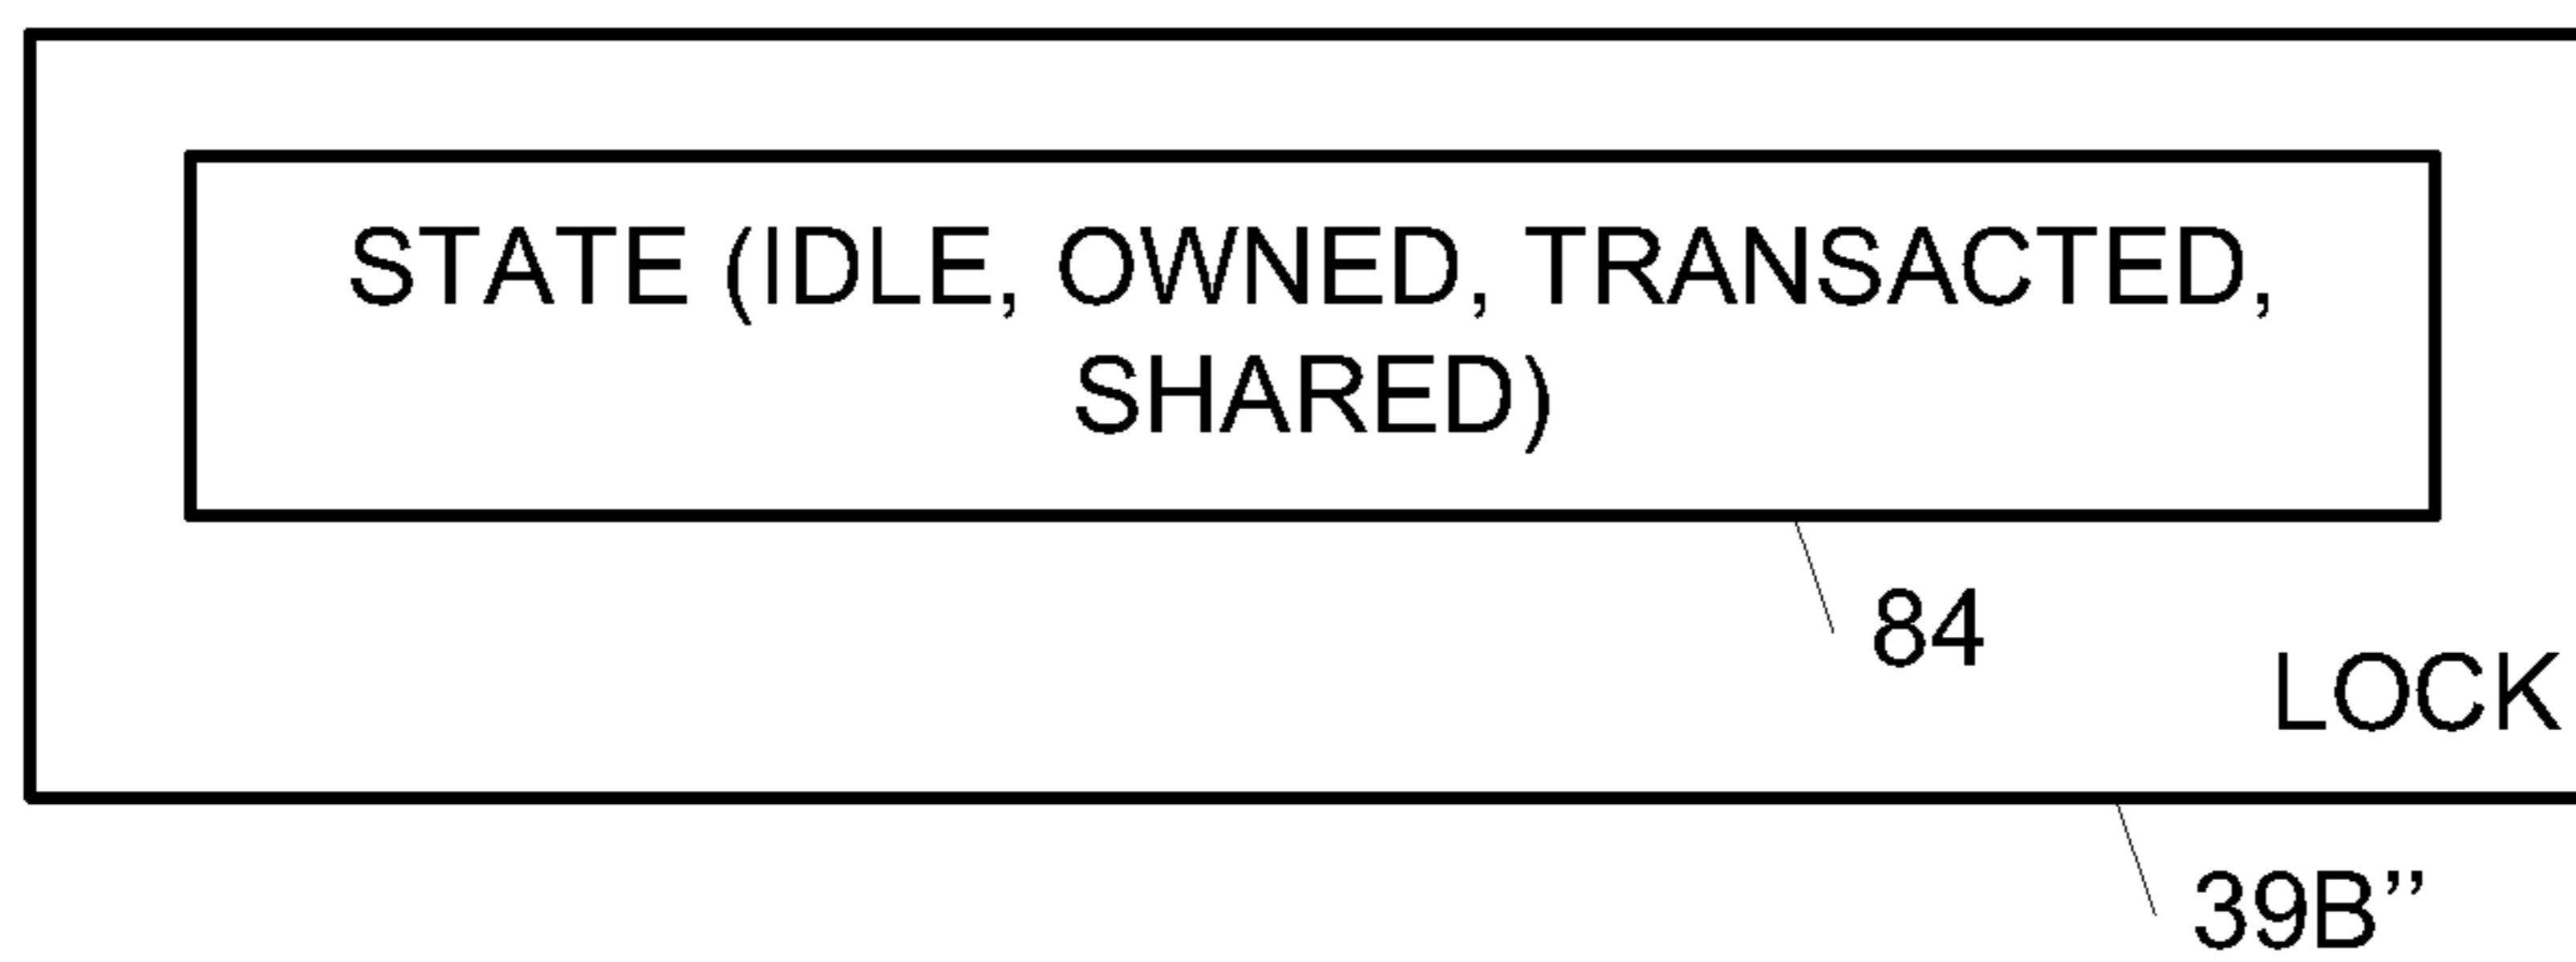 STATE (IDLE, OWNED, TRANSACTED,
SHARED)
84
LOCK
39B’’